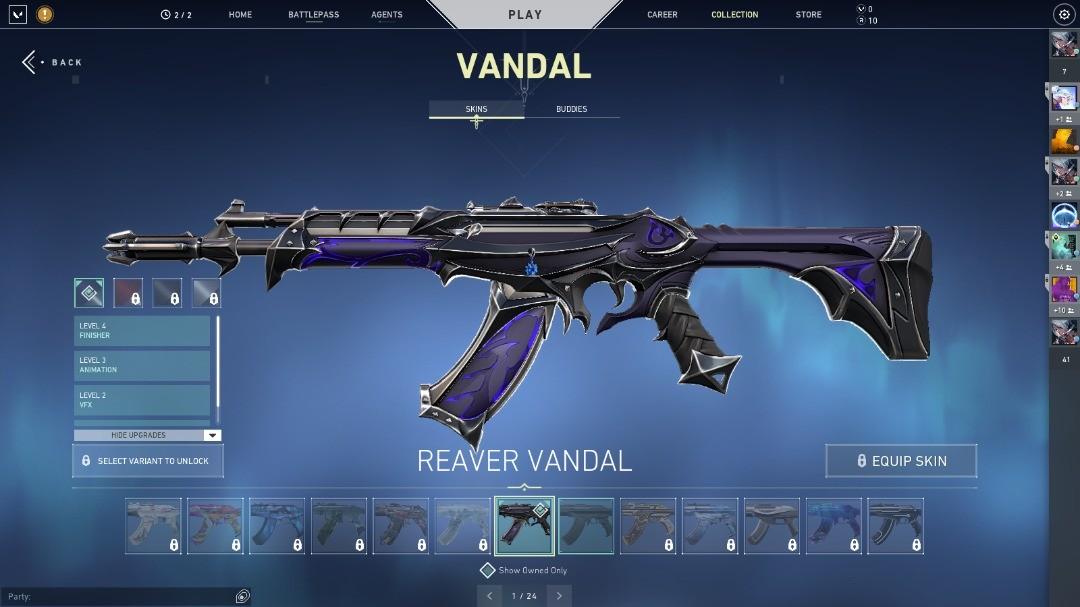 2 / 2
HOME
BATTLEPASS
AGENTS
PLAY
CAREER
COLLECTION
STORE
0
10
BACK
VANDAL
SKINS
BUDDIES
7
+1
+2
+4
+10
41
LEVEL 4
FINISHER
LEVEL 3
ANIMATION
LEVEL 2
VFX
HIDE UPGRADES
SELECT VARIANT TO UNLOCK
REAVER VANDAL
EQUIP SKIN
Show Owned Only
Party:
1 / 24